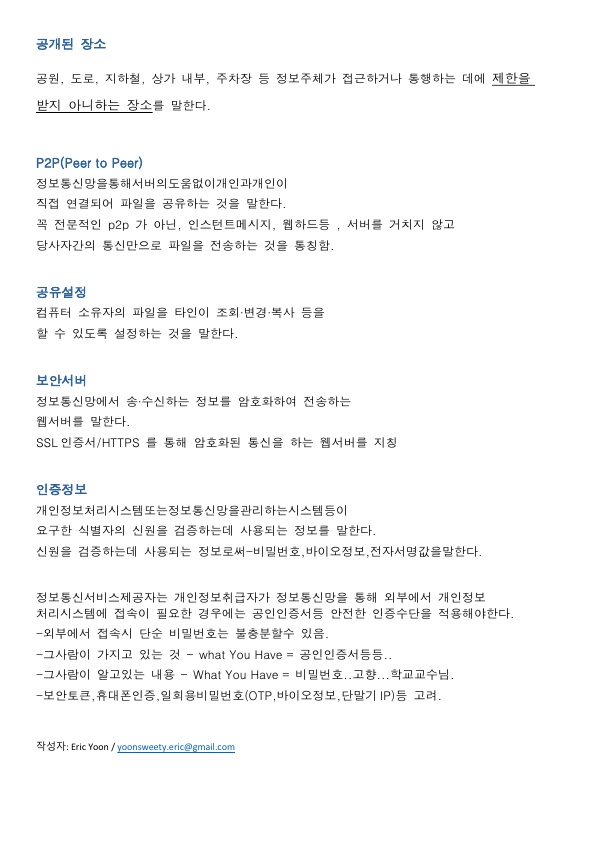 공개된 장소
공원, 도로, 지하철, 상가 내부, 주차장 등 정보주체가 접근하거나 통행하는 데에 제한을
받지 아니하는 장소를 말한다.
P2P(Peer to Peer)
정보통신망을통해서버의도움없이개인과개인이
직접 연결되어 파일을 공유하는 것을 말한다.
꼭 전문적인 p2p 가 아닌, 인스턴트메시지, 웹하드등 , 서버를 거치지 않고
당사자간의 통신만으로 파일을 전송하는 것을 통칭함.
공유설정
컴퓨터 소유자의 파일을 타인이 조회·변경·복사 등을
할 수 있도록 설정하는 것을 말한다.
보안서버
정보통신망에서 송·수신하는 정보를 암호화하여 전송하는
웹서버를 말한다.
SSL 인증서/HTTPS 를 통해 암호화된 통신을 하는 웹서버를 지칭
인증정보
개인정보처리시스템또는정보통신망을관리하는시스템등이
요구한 식별자의 신원을 검증하는데 사용되는 정보를 말한다.
신원을 검증하는데 사용되는 정보로써-비밀번호,바이오정보,전자서명값을말한다.
정보통신서비스제공자는 개인정보취급자가 정보통신망을 통해 외부에서 개인정보
처리시스템에 접속이 필요한 경우에는 공인인증서등 안전한 인증수단을 적용해야한다.
-외부에서 접속시 단순 비밀번호는 불충분할수 있음.
-그사람이 가지고 있는 것 - what You Have = 공인인증서등등..
-그사람이 알고있는 내용 - What You Have = 비밀번호..고향...학교교수님.
-보안토큰,휴대폰인증,일회용비밀번호(OTP,바이오정보,단말기 IP)등 고려.
작성자: Eric Yoon / yoonsweety.eric@gmail.com